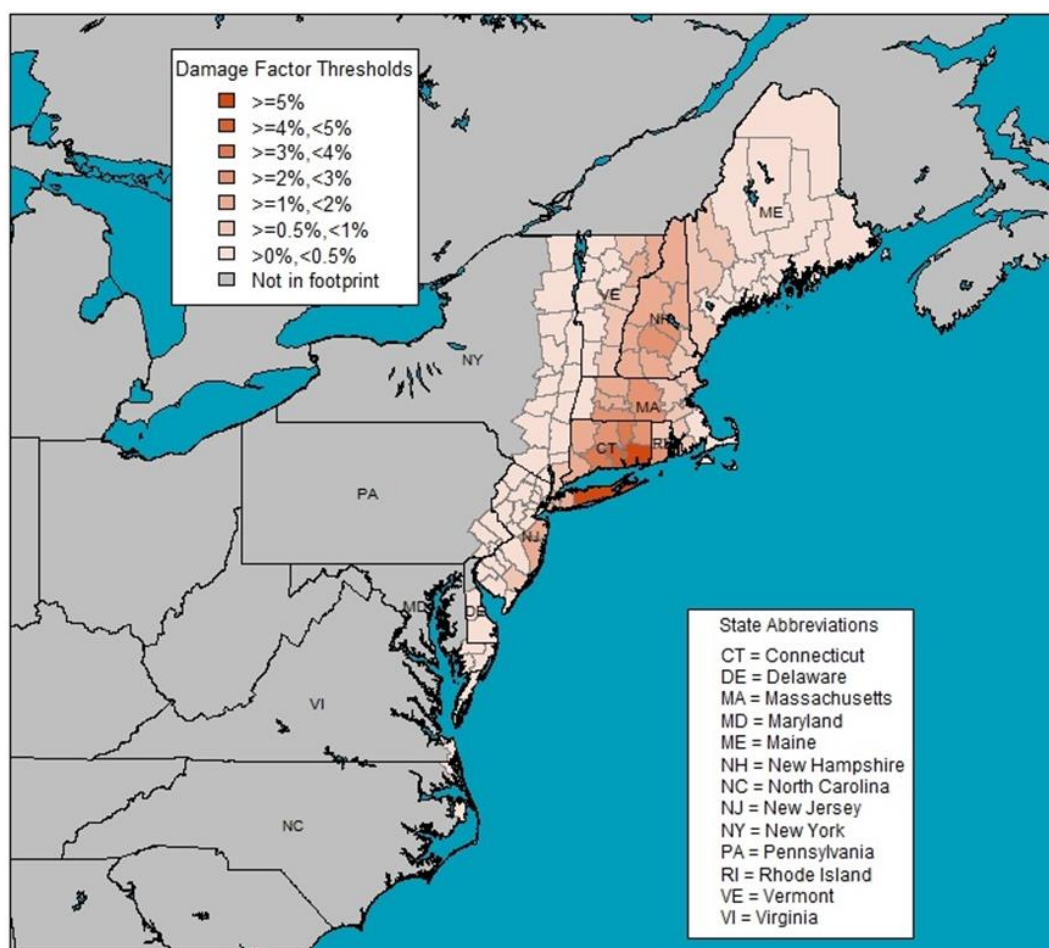 Damage Factor Thresholds
>=5%
>=4%,<5%
>=3%,<4%
>=2%,<3%
>=1%,<2%
>=0.5%,<1%
>0%,<0.5%
Not in footprint
ME
VE
NH
NY
MA
CT
RI
PA
NJ
MD
DE
VI
NC
State Abbreviations
CT = Connecticut
DE = Delaware
MA = Massachusetts
MD = Maryland
ME = Maine
NH = New Hampshire
NC = North Carolina
NJ = New Jersey
NY = New York
PA = Pennsylvania
RI = Rhode Island
VE = Vermont
VI = Virginia